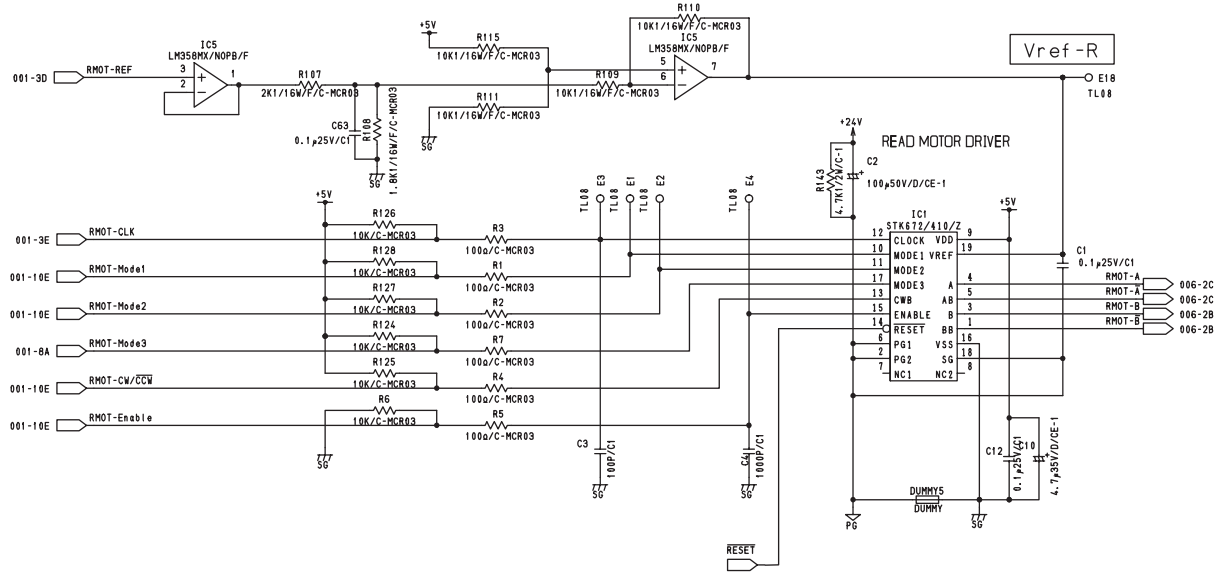 R110
10K1/16W/F/C-MCR03
+5V
IC5
LM358MX/NOPB/F
R115
10K1/16W/F/C-MCR03
IC5
LM358MX/NOPB/F
Vref-R
001-3D
RMOT-REF
3
2
1
R107
2K1/16W/F/C-MCR03
R109
10K1/16W/F/C-MCR03
5
6
7
E18
TL08
R111
10K1/16W/F/C-MCR03
SG
C63
0.1μ25V/C1
R108
1.8K1/16W/F/C-MCR03
SG
+24V
READ MOTOR DRIVER
R143
4.7K1/2W/C-1
C2
100μ50V/D/CE-1
+5V
TL08 E3
TL08 E1
TL08 E2
TL08 E4
+5V
IC1
STK672/410/Z
001-3E
RMOT-CLK
R126
10K/C-MCR03
R3
100Ω/C-MCR03
001-10E
RMOT-Mode1
R128
10K/C-MCR03
R1
100Ω/C-MCR03
001-10E
RMOT-Mode2
R127
10K/C-MCR03
R2
100Ω/C-MCR03
001-8A
RMOT-Mode3
R124
10K/C-MCR03
R7
100Ω/C-MCR03
001-10E
RMOT-CW/C̅C̅W̅
R125
10K/C-MCR03
R4
100Ω/C-MCR03
001-10E
RMOT-Enable
R6
10K/C-MCR03
R5
100Ω/C-MCR03
SG
12 CLOCK VDD 9
10 MODE1 VREF 19
11 MODE2
17 MODE3 A 4
13 CWB AB 5
15 ENABLE B 3
14 R̅E̅S̅E̅T̅ BB 1
6 PG1 VSS 16
2 PG2 SG 18
7 NC1 NC2 8
C1
0.1μ25V/C1
RMOT-A
006-2C
RMOT-A̅
006-2C
RMOT-B
006-2B
RMOT-B̅
006-2B
C3
100P/C1
SG
C4
1000P/C1
SG
C12
0.1μ25V/C1
C10
4.7μ35V/D/CE-1
DUMMY5
DUMMY
PG
SG
R̅E̅S̅E̅T̅